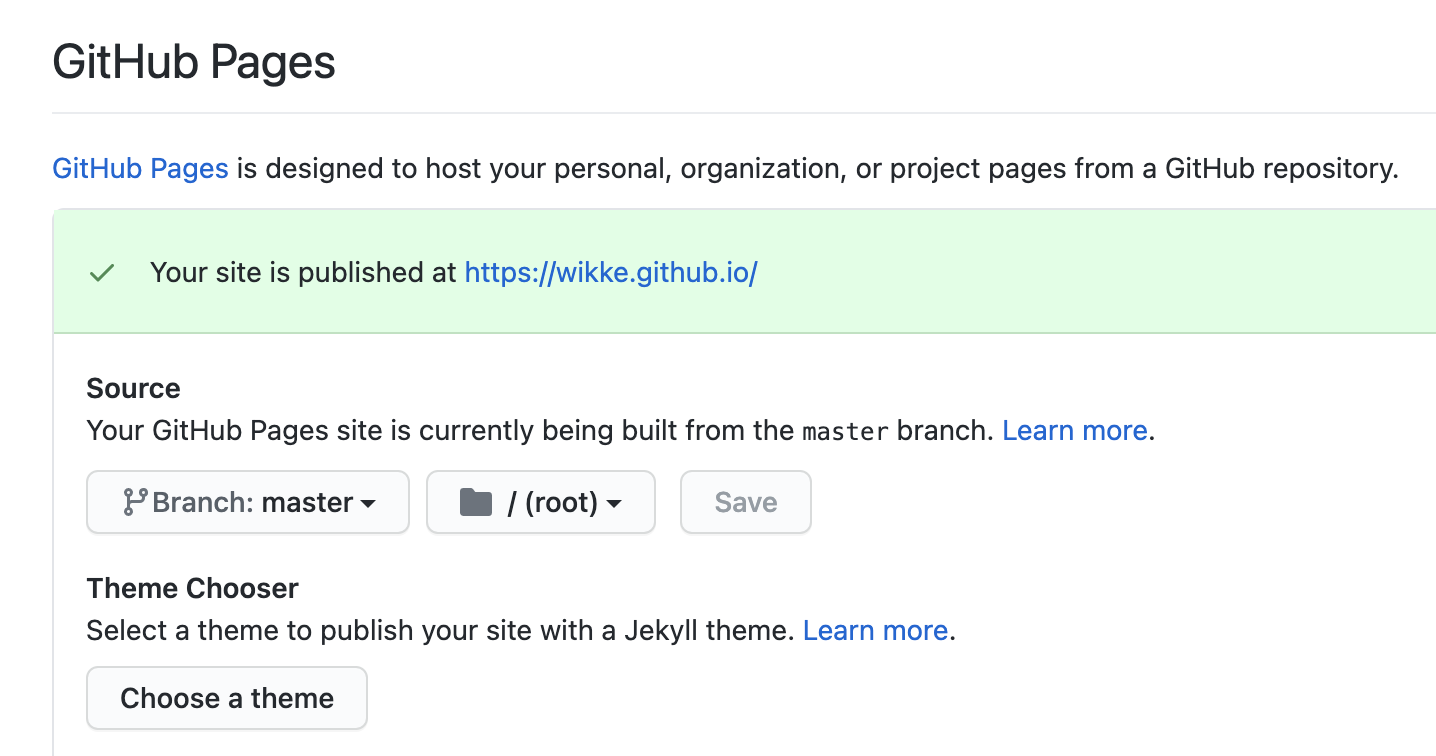 GitHub Pages
GitHub Pages is designed to host your personal, organization, or project pages from a GitHub repository.
Your site is published at https://wikke.github.io/
Source
Your GitHub Pages site is currently being built from the master branch. Learn more.
Branch: master / (root) Save
Theme Chooser
Select a theme to publish your site with a Jekyll theme. Learn more.
Choose a theme